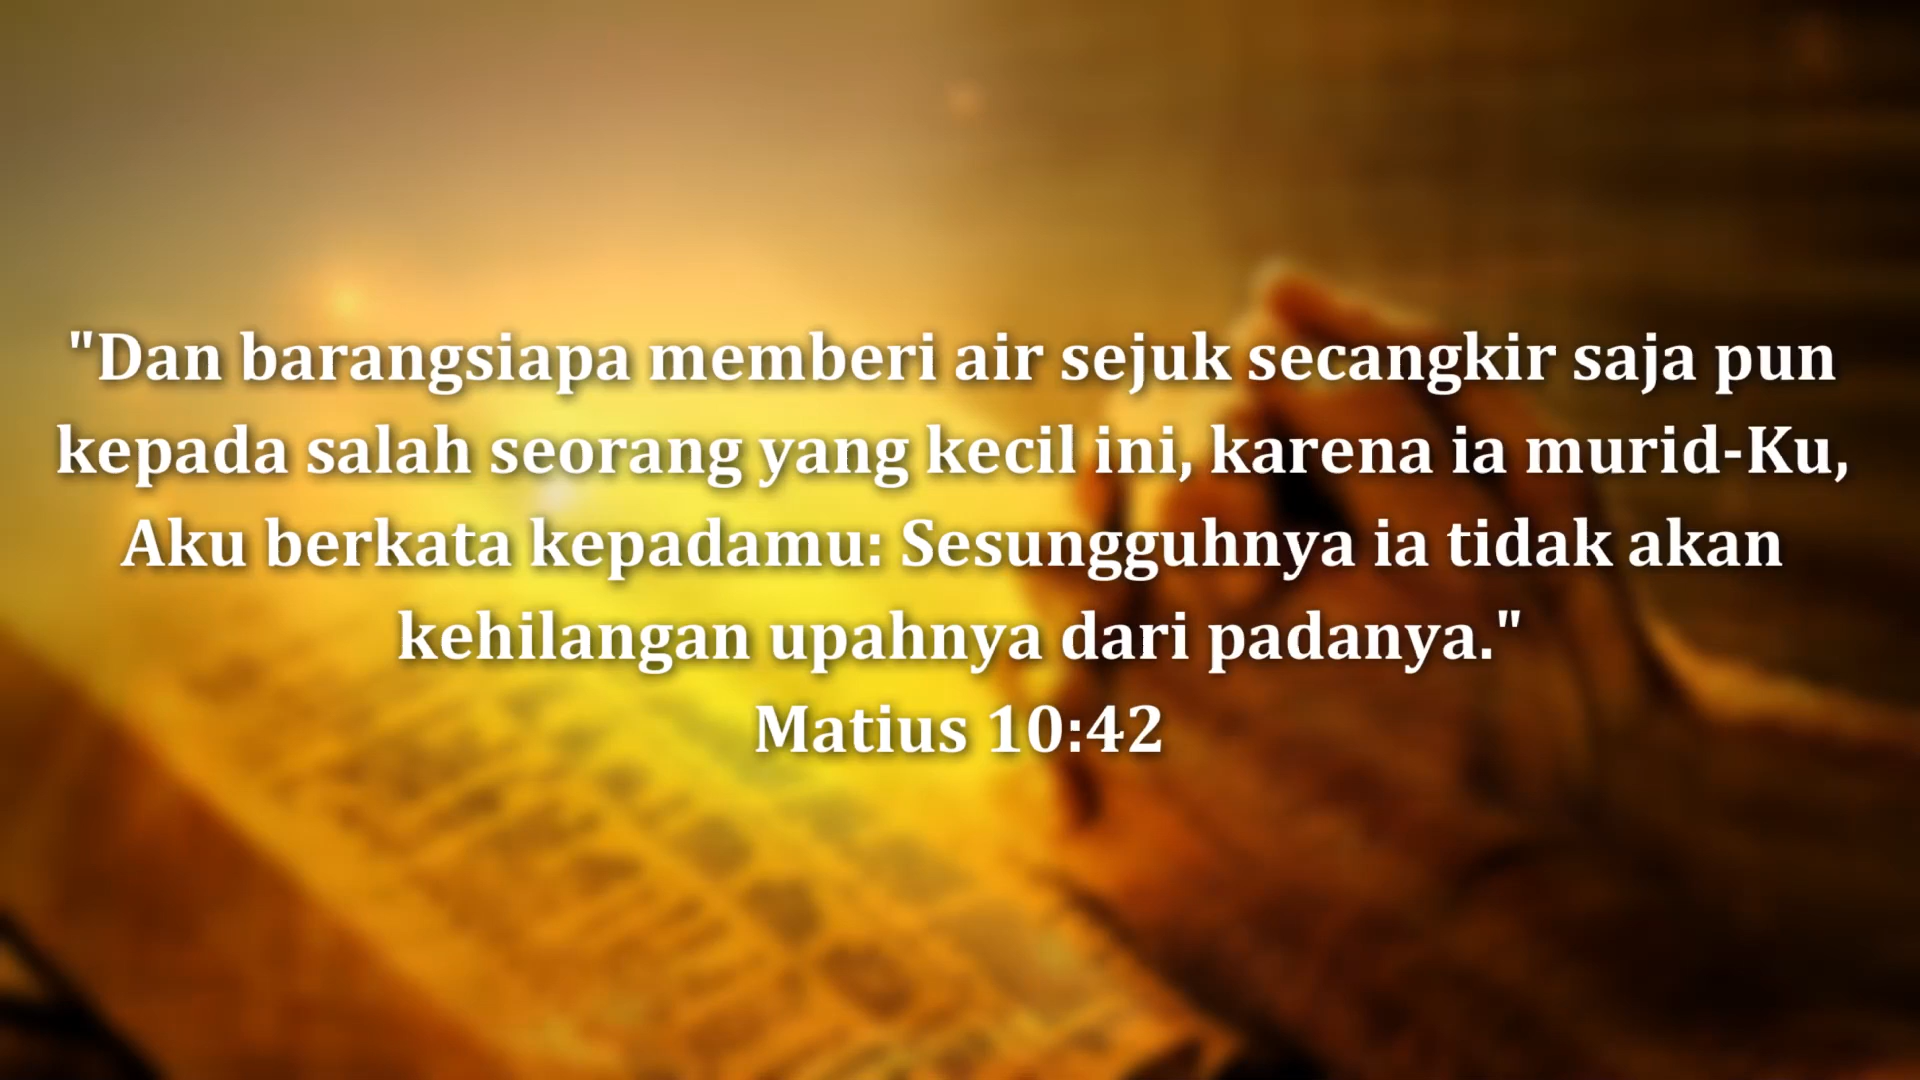 "Dan barangsiapa memberi air sejuk secangkir saja pun
kepada salah seorang yang kecil ini, karena ia murid-Ku,
Aku berkata kepadamu: Sesungguhnya ia tidak akan
kehilangan upahnya dari padanya."
Matius 10:42